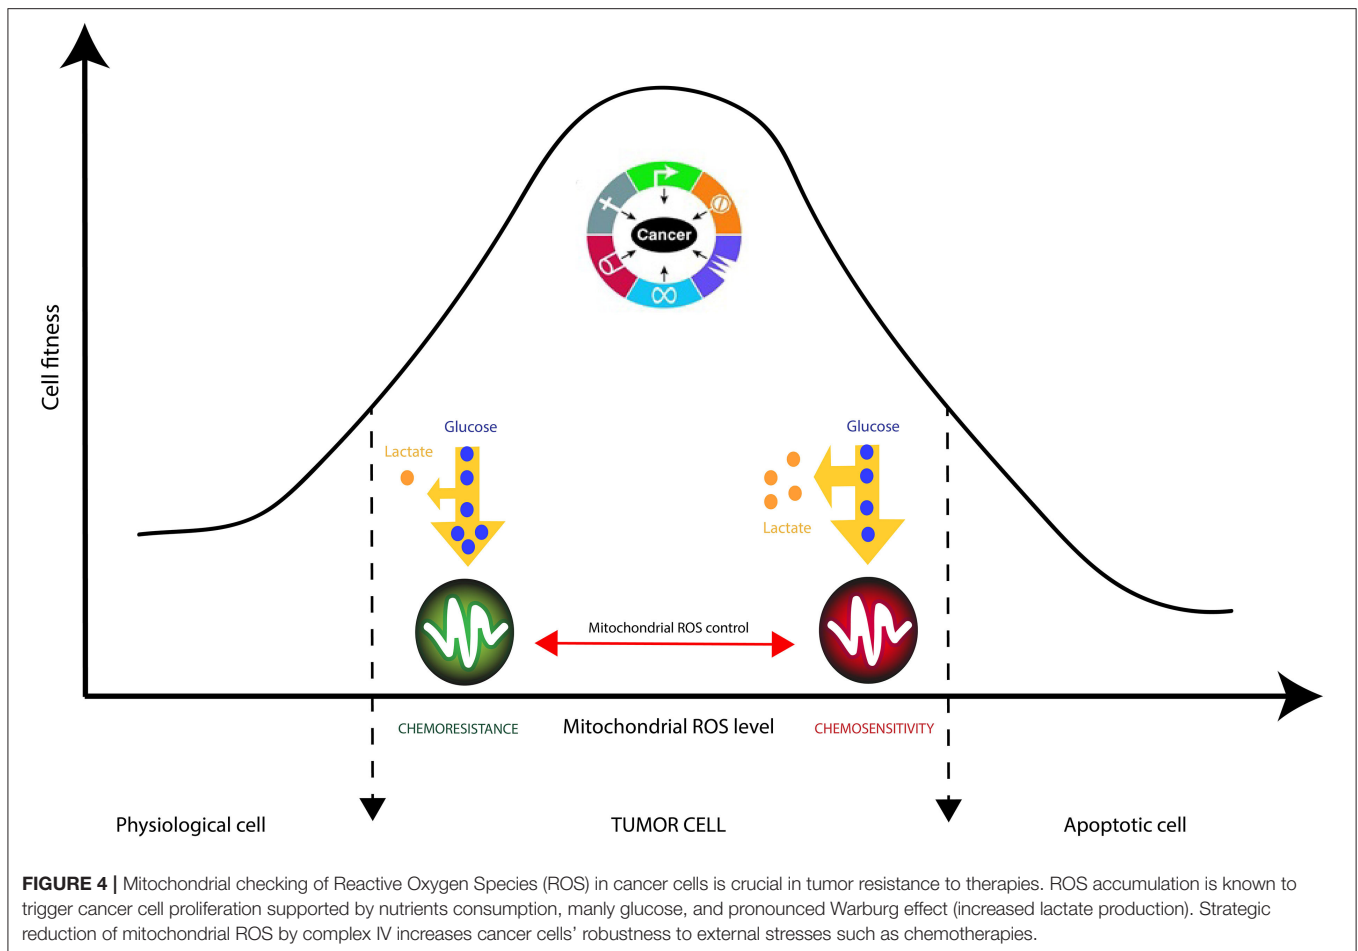 Cell fitness
Cancer
Glucose
Lactate
Glucose
Lactate
Mitochondrial ROS control
CHEMORESISTANCE
Mitochondrial ROS level
CHEMOSENSITIVITY
Physiological cell
TUMOR CELL
Apoptotic cell
FIGURE 4 | Mitochondrial checking of Reactive Oxygen Species (ROS) in cancer cells is crucial in tumor resistance to therapies. ROS accumulation is known to
trigger cancer cell proliferation supported by nutrients consumption, manly glucose, and pronounced Warburg effect (increased lactate production). Strategic
reduction of mitochondrial ROS by complex IV increases cancer cells' robustness to external stresses such as chemotherapies.